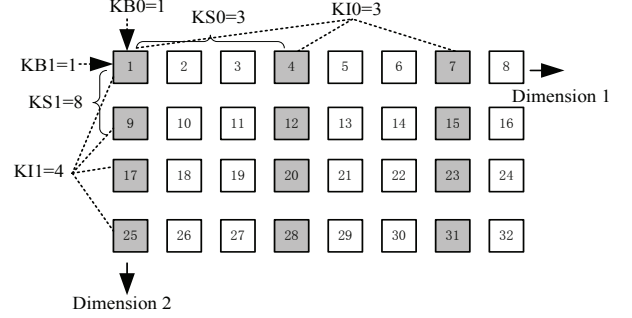 KB0=1
KS0=3
KI0=3
KB1=1
1 2 3 4 5 6 7 8
Dimension 1
KS1=8
9 10 11 12 13 14 15 16
KI1=4
17 18 19 20 21 22 23 24
25 26 27 28 29 30 31 32
Dimension 2